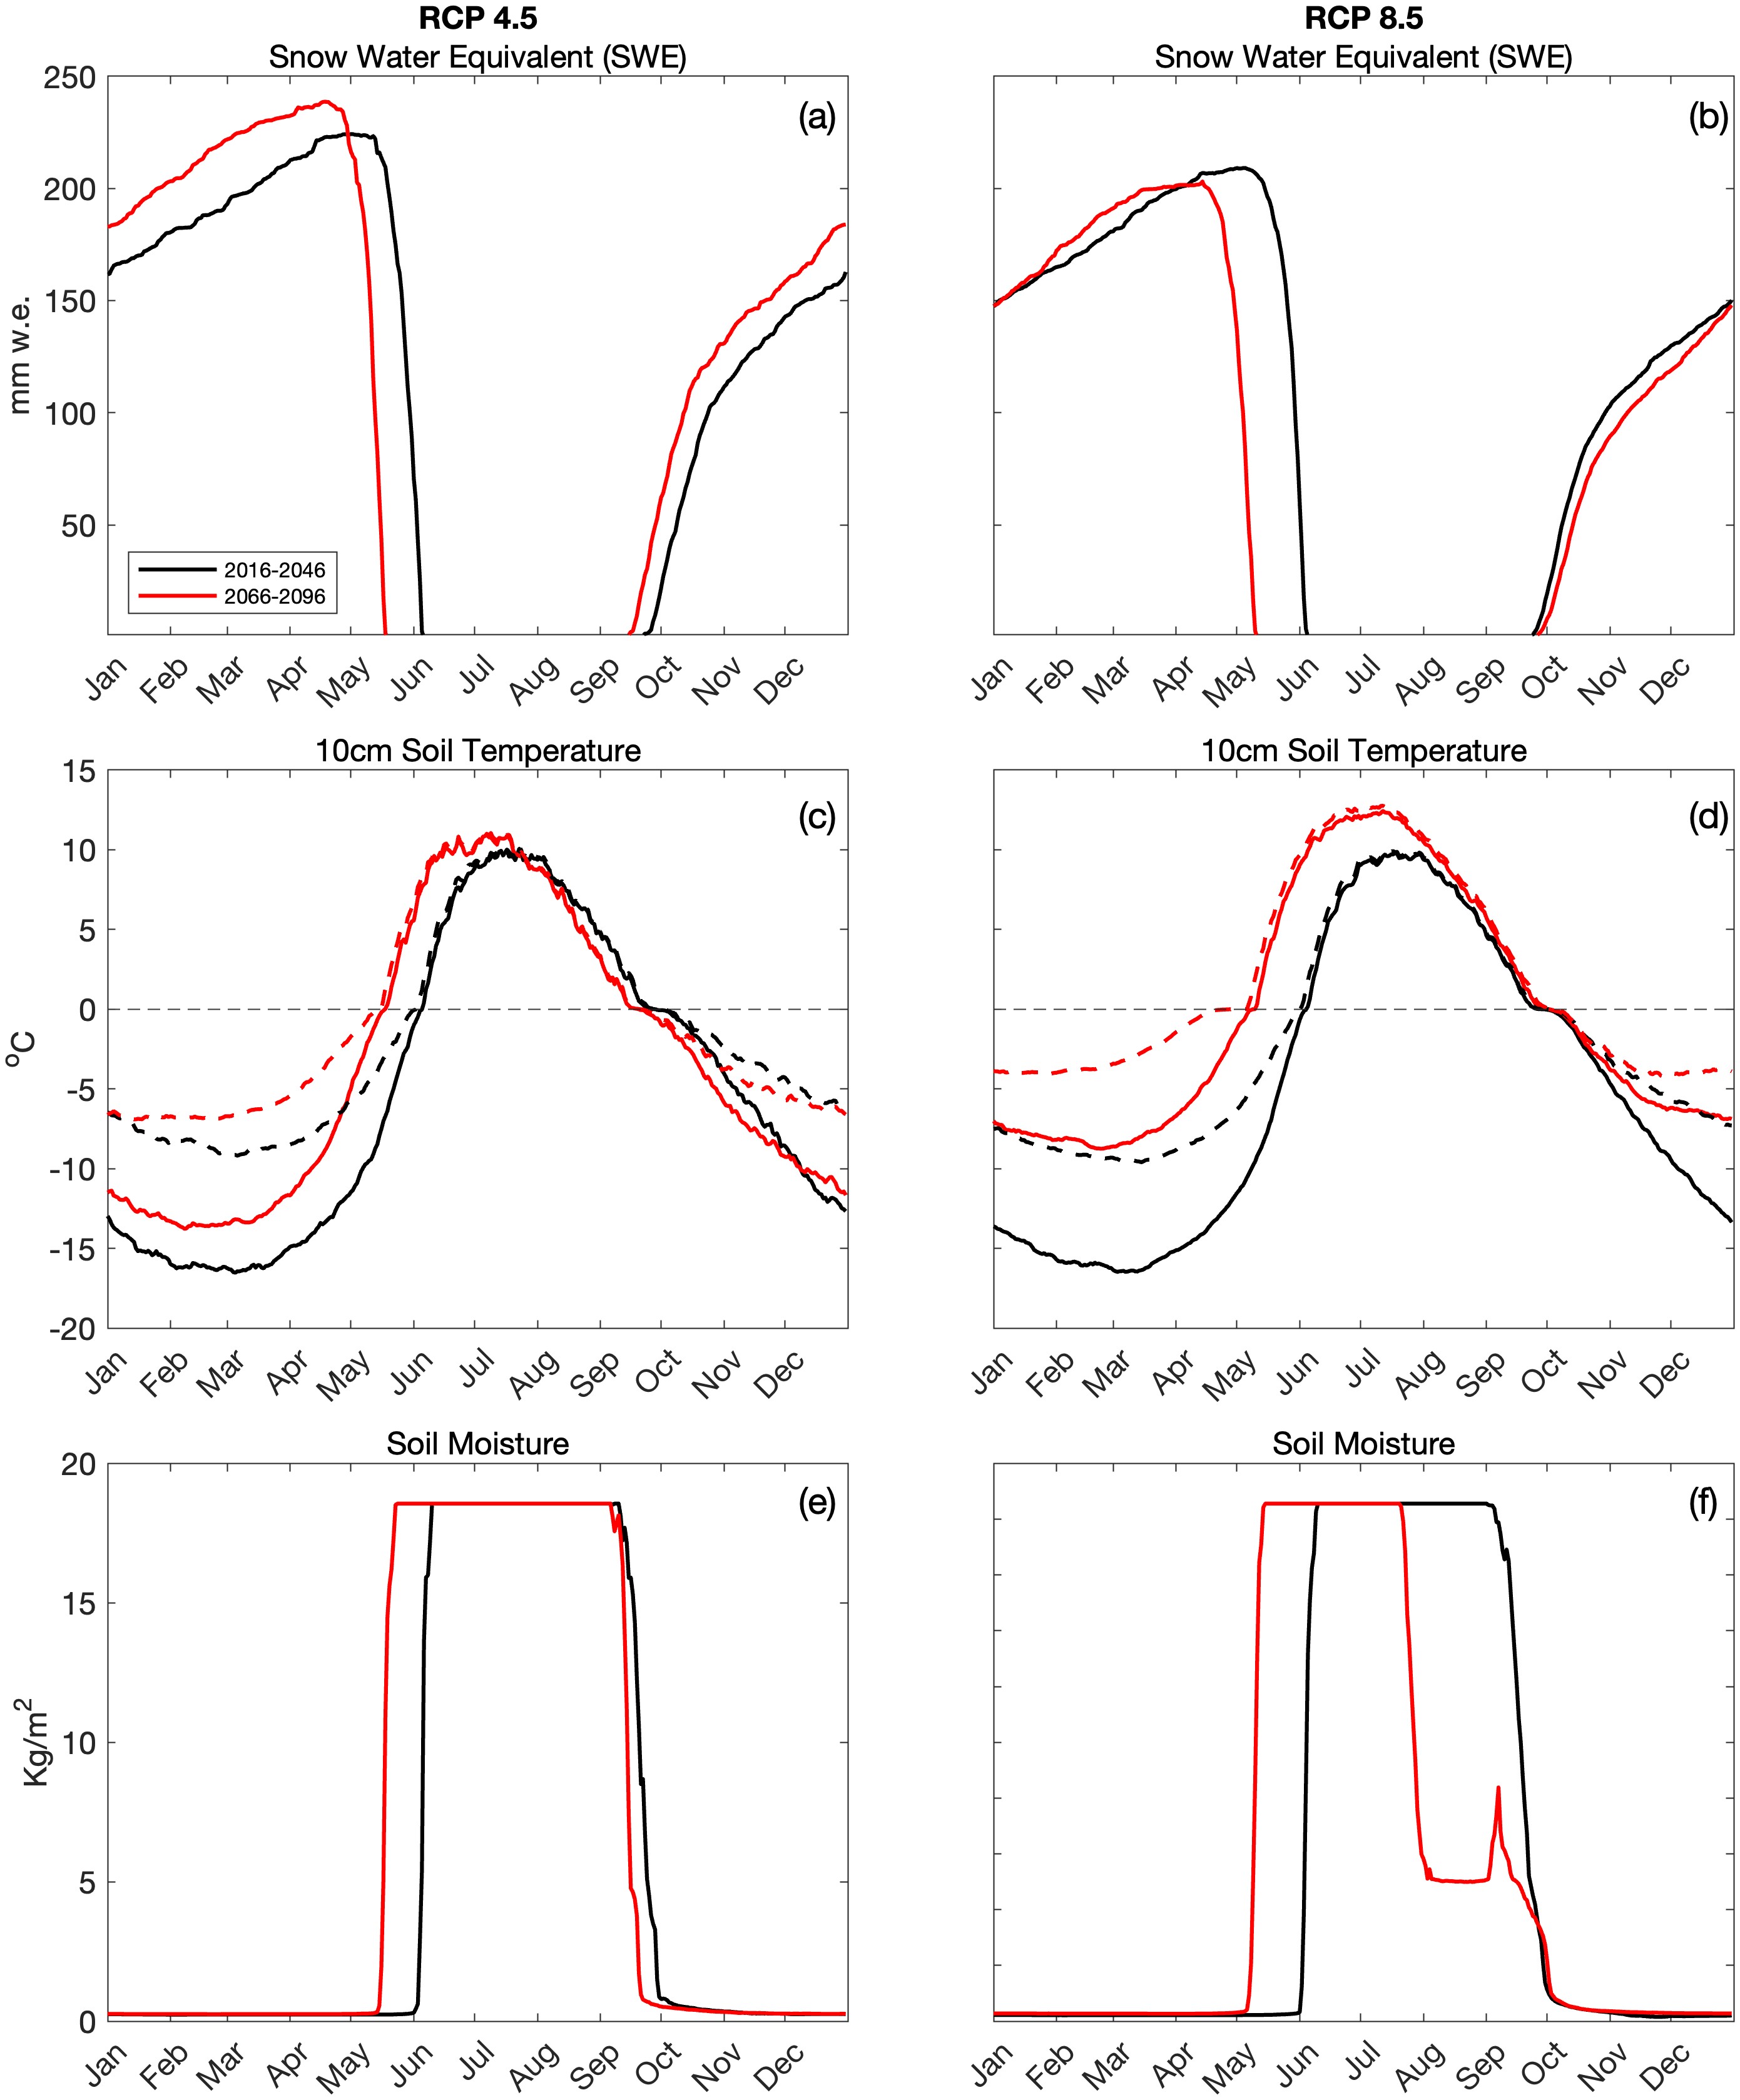 RCP 4.5
Snow Water Equivalent (SWE)
(a)
mm w.e.
250
200
150
100
50
2016-2046
2066-2096
Jan Feb Mar Apr May Jun Jul Aug Sep Oct Nov Dec
RCP 8.5
Snow Water Equivalent (SWE)
(b)
Jan Feb Mar Apr May Jun Jul Aug Sep Oct Nov Dec
10cm Soil Temperature
(c)
°C
15
10
5
0
-5
-10
-15
-20
Jan Feb Mar Apr May Jun Jul Aug Sep Oct Nov Dec
10cm Soil Temperature
(d)
Jan Feb Mar Apr May Jun Jul Aug Sep Oct Nov Dec
Soil Moisture
(e)
Kg/m²
20
15
10
5
0
Jan Feb Mar Apr May Jun Jul Aug Sep Oct Nov Dec
Soil Moisture
(f)
Jan Feb Mar Apr May Jun Jul Aug Sep Oct Nov Dec